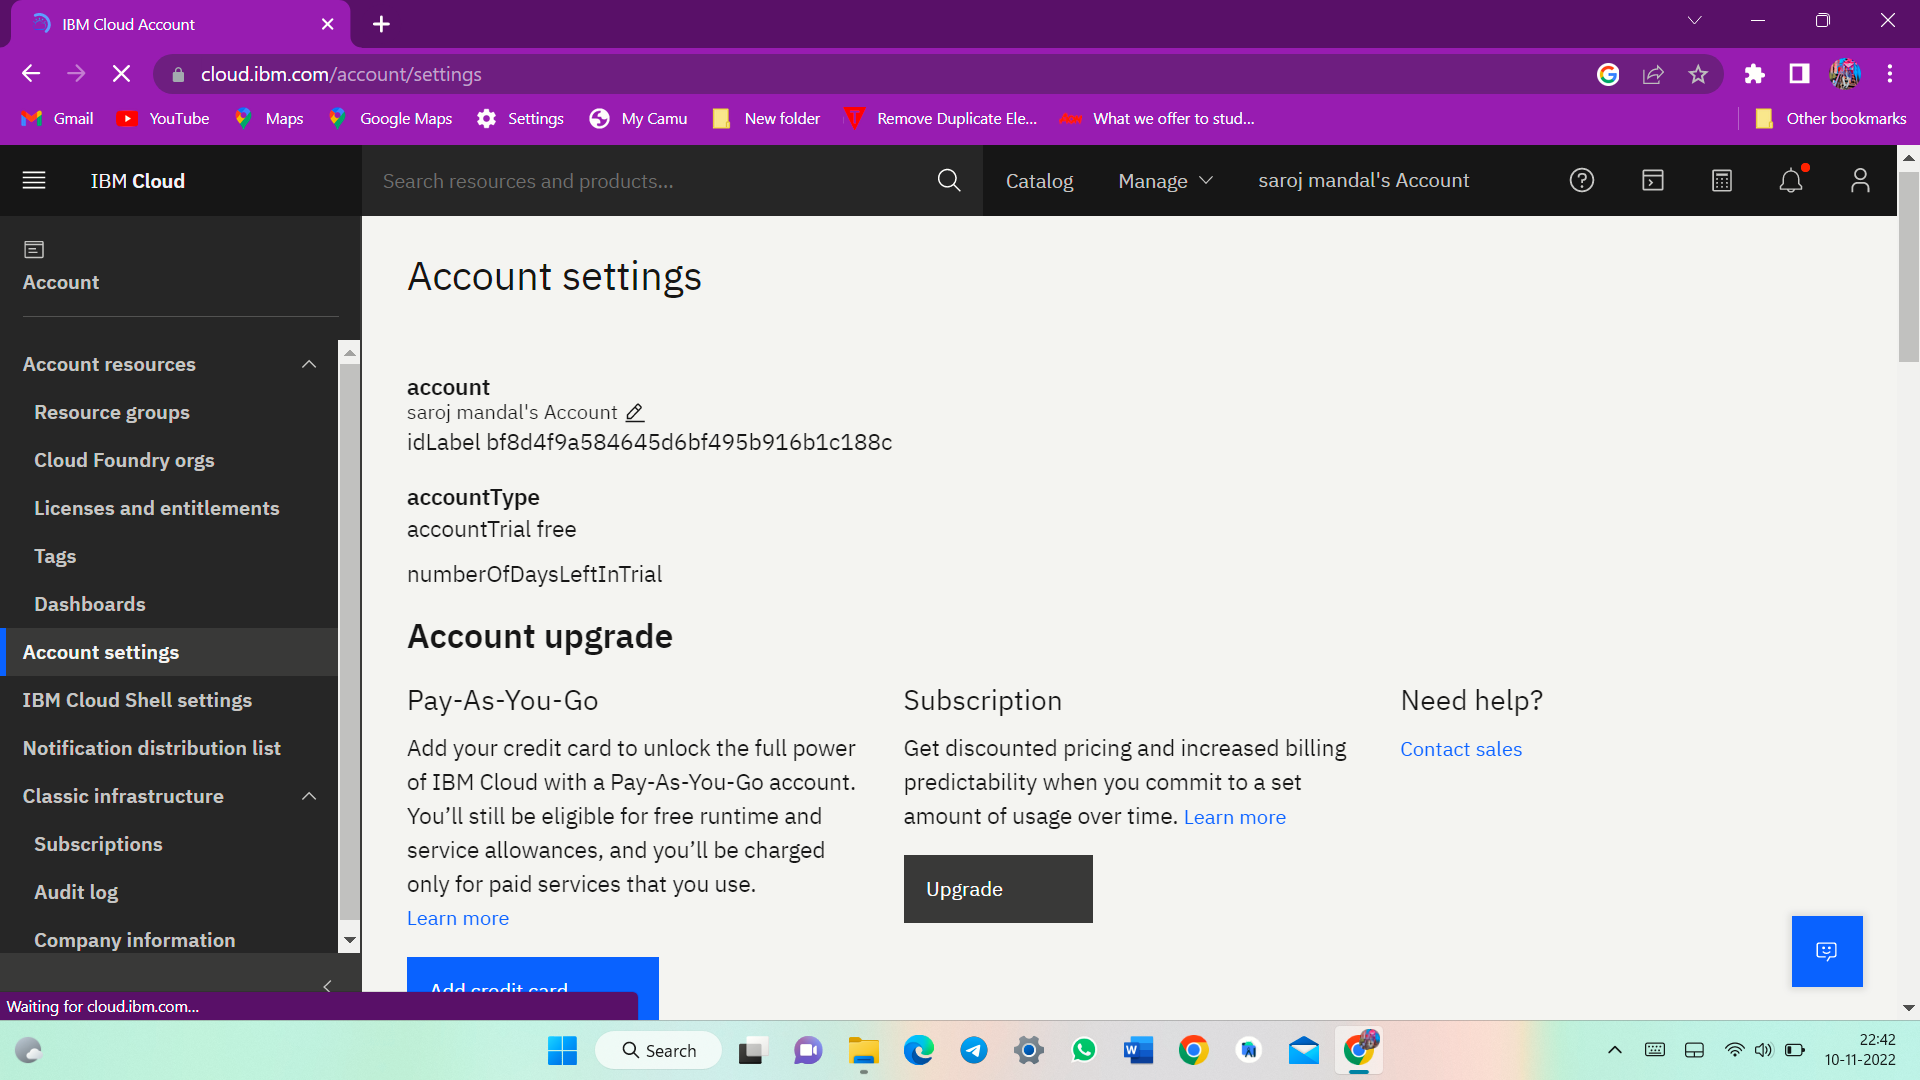 IBM Cloud Account
cloud.ibm.com/account/settings
Gmail
YouTube
Maps
Google Maps
Settings
My Camu
New folder
Remove Duplicate Ele...
What we offer to stud...
Other bookmarks
IBM Cloud
Search resources and products...
Catalog
Manage
saroj mandal's Account
Account
Account resources
Resource groups
Cloud Foundry orgs
Licenses and entitlements
Tags
Dashboards
Account settings
IBM Cloud Shell settings
Notification distribution list
Classic infrastructure
Subscriptions
Audit log
Company information
Waiting for cloud.ibm.com...
Account settings
account
saroj mandal's Account
idLabel bf8d4f9a584645d6bf495b916b1c188c
accountType
accountTrial free
numberOfDaysLeftInTrial
Account upgrade
Pay-As-You-Go
Add your credit card to unlock the full power
of IBM Cloud with a Pay-As-You-Go account.
You’ll still be eligible for free runtime and
service allowances, and you’ll be charged
only for paid services that you use.
Learn more
Add credit card
Subscription
Get discounted pricing and increased billing
predictability when you commit to a set
amount of usage over time. Learn more
Upgrade
Need help?
Contact sales
Search
22:42
10-11-2022